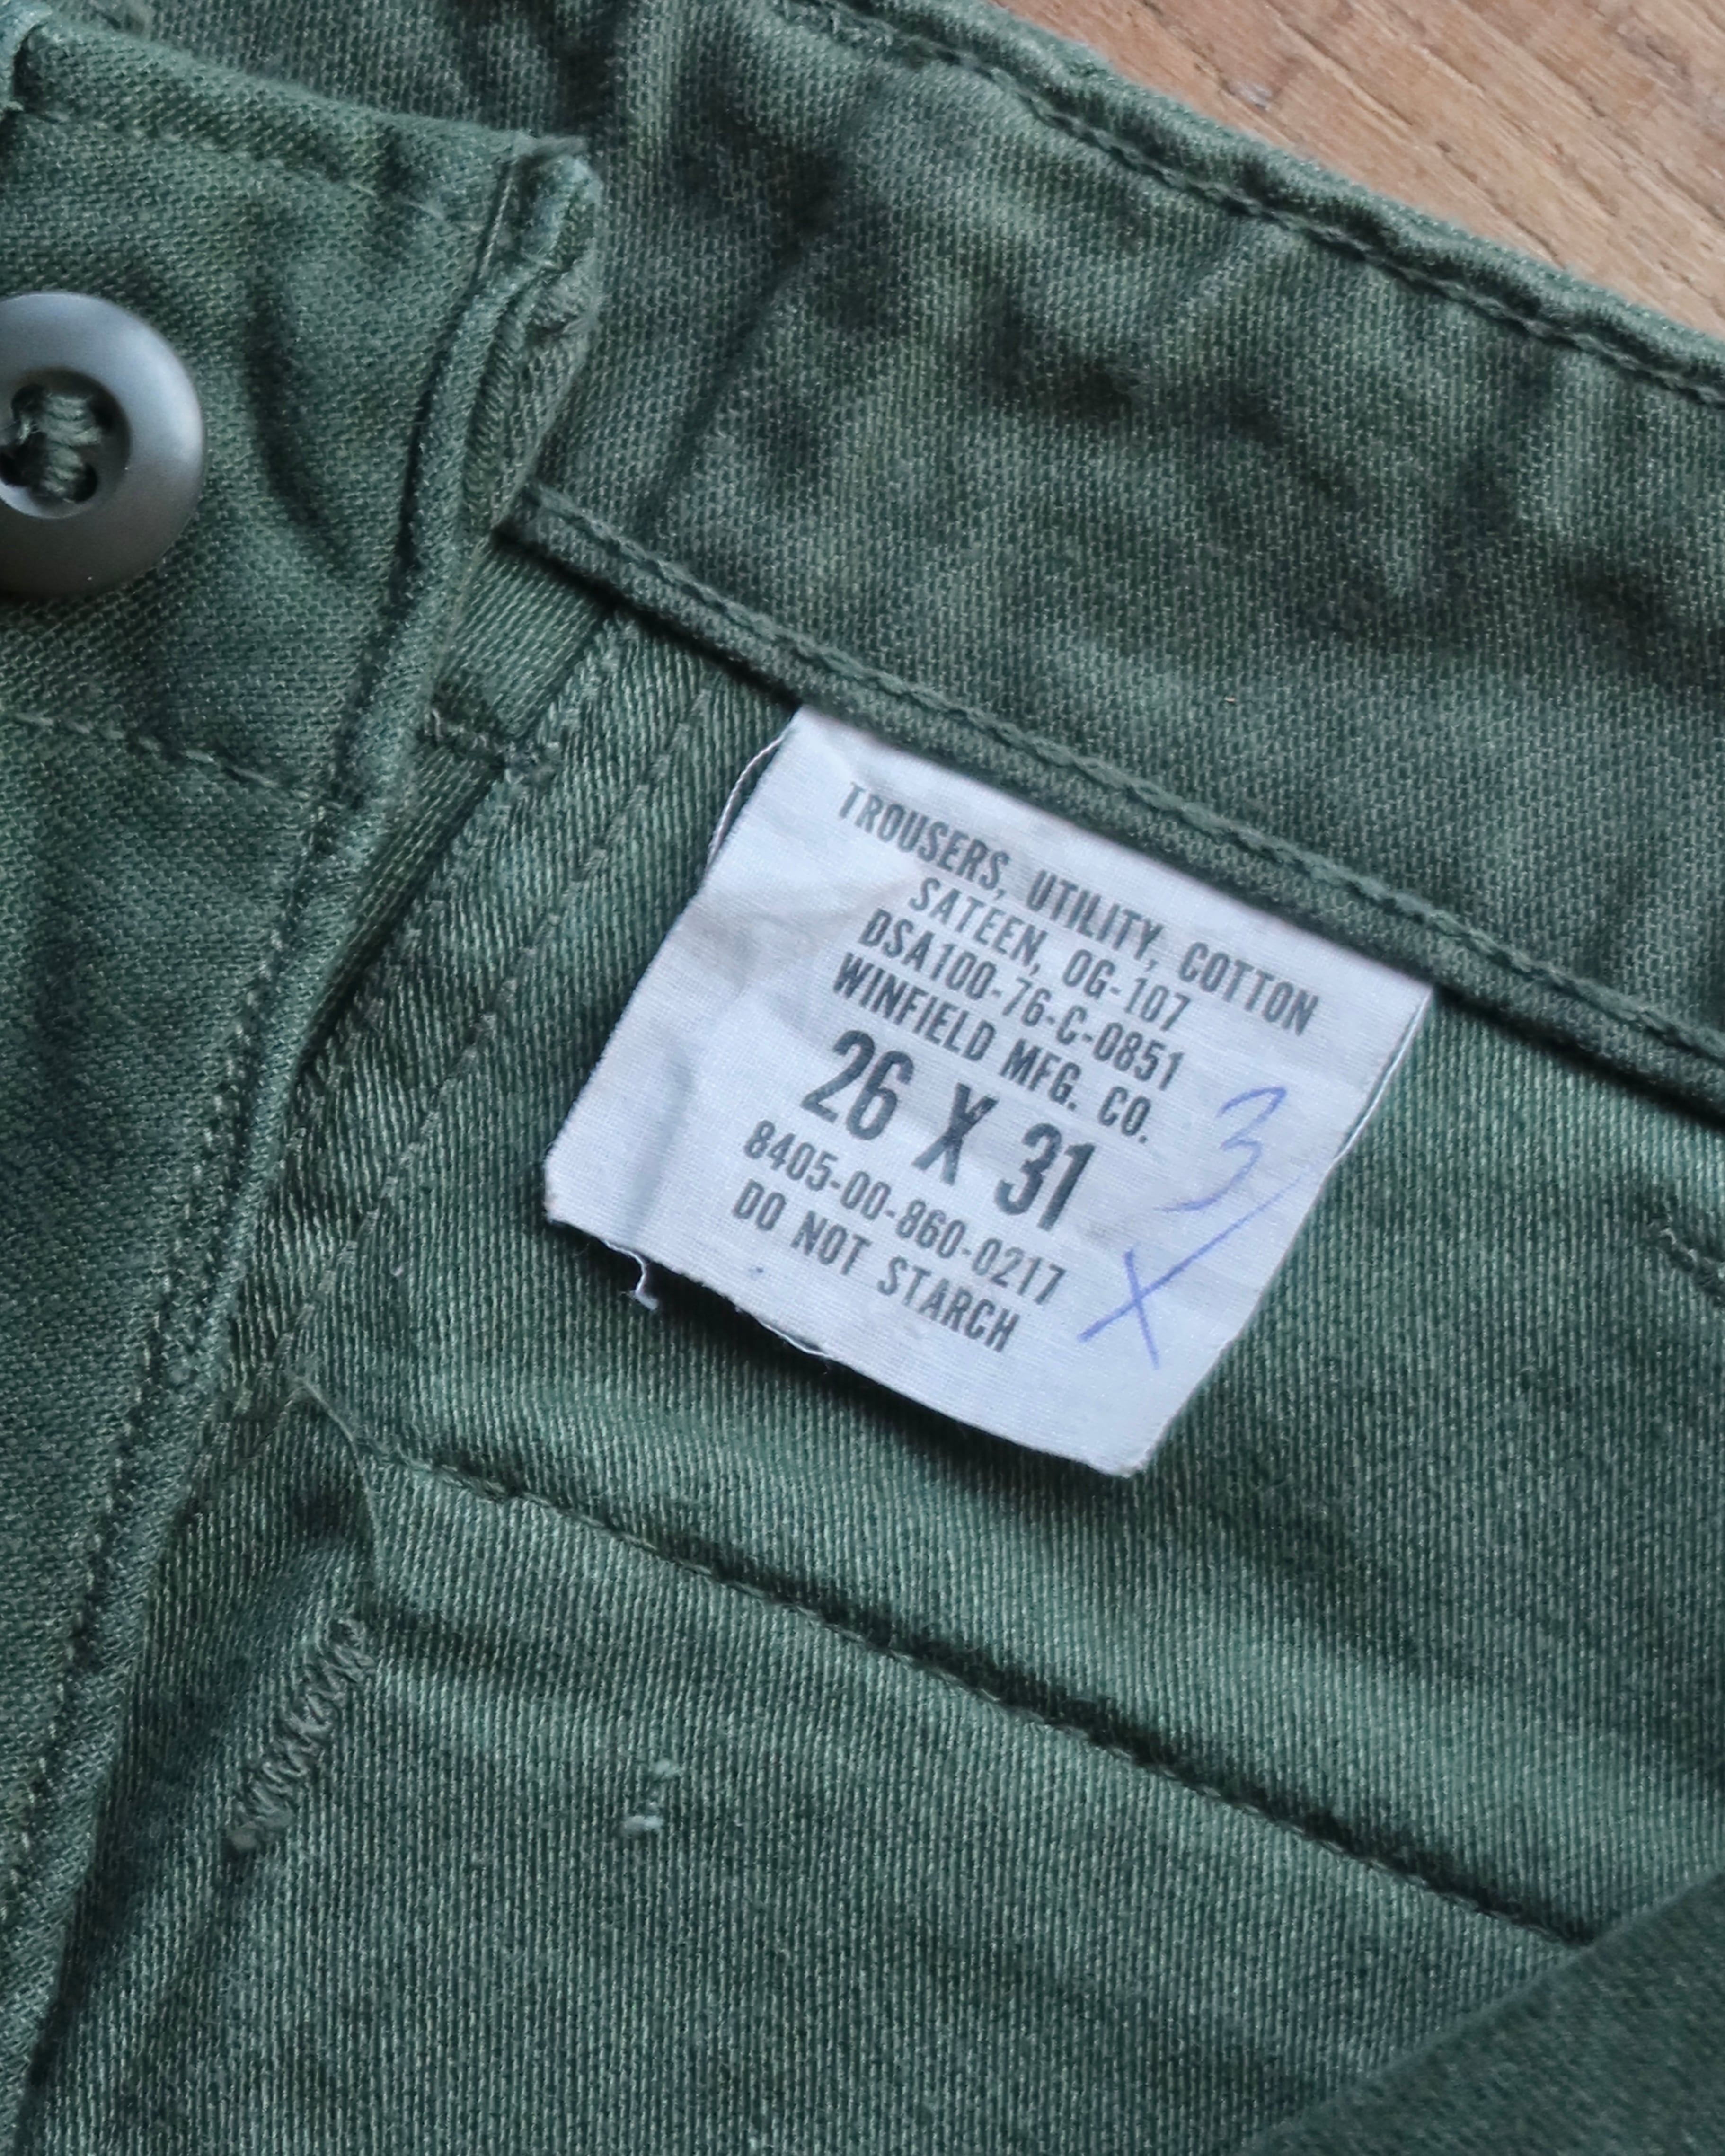 TROUSERS, UTILITY, COTTON
SATEEN, OG-107
DSA100-76-C-0851
WINFIELD MFG. CO.
26 X 31
8405-00-860-0217
DO NOT STARCH
3
X